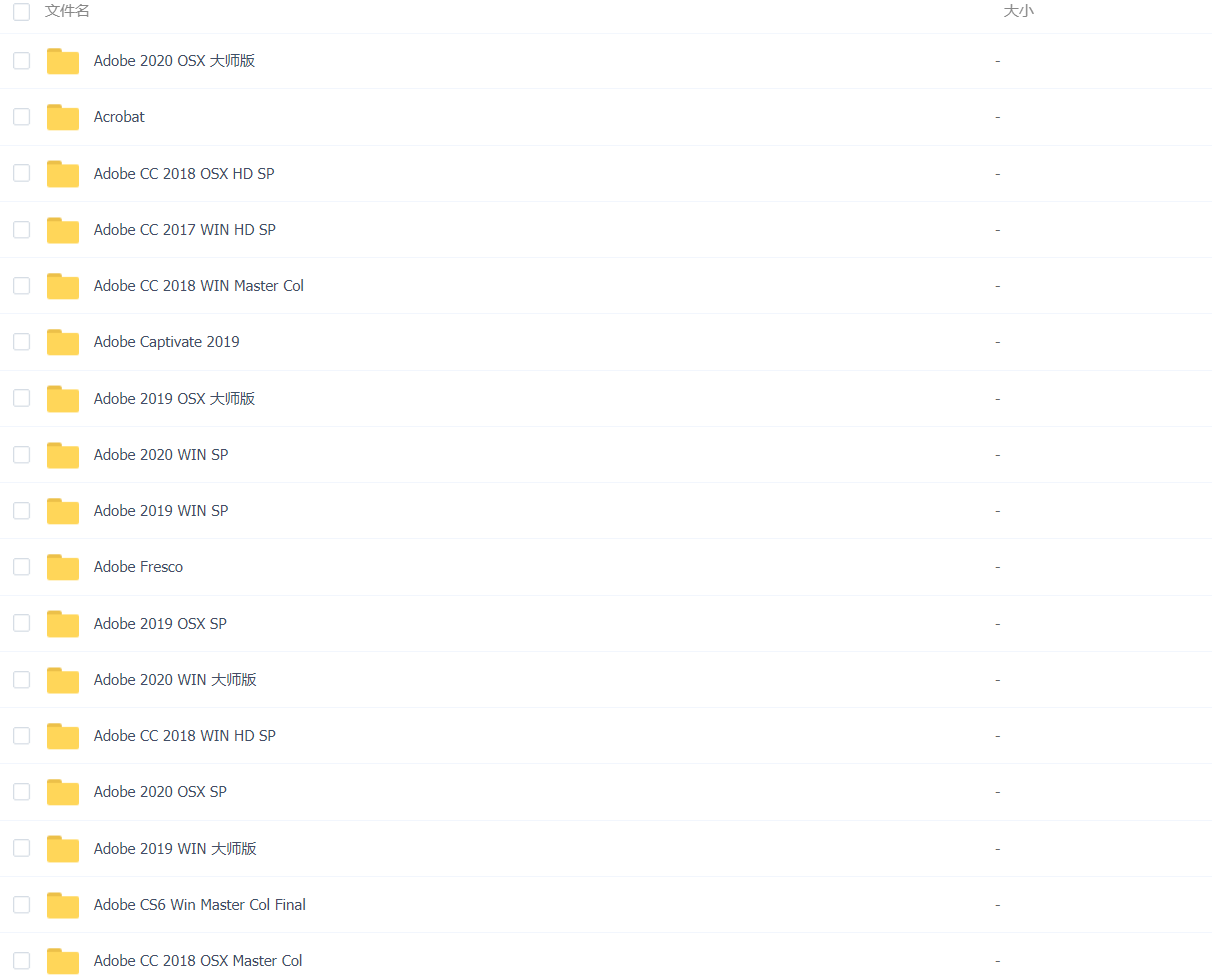 文件名 大小
Adobe 2020 OSX 大师版 -
Acrobat -
Adobe CC 2018 OSX HD SP -
Adobe CC 2017 WIN HD SP -
Adobe CC 2018 WIN Master Col -
Adobe Captivate 2019 -
Adobe 2019 OSX 大师版 -
Adobe 2020 WIN SP -
Adobe 2019 WIN SP -
Adobe Fresco -
Adobe 2019 OSX SP -
Adobe 2020 WIN 大师版 -
Adobe CC 2018 WIN HD SP -
Adobe 2020 OSX SP -
Adobe 2019 WIN 大师版 -
Adobe CS6 Win Master Col Final -
Adobe CC 2018 OSX Master Col -